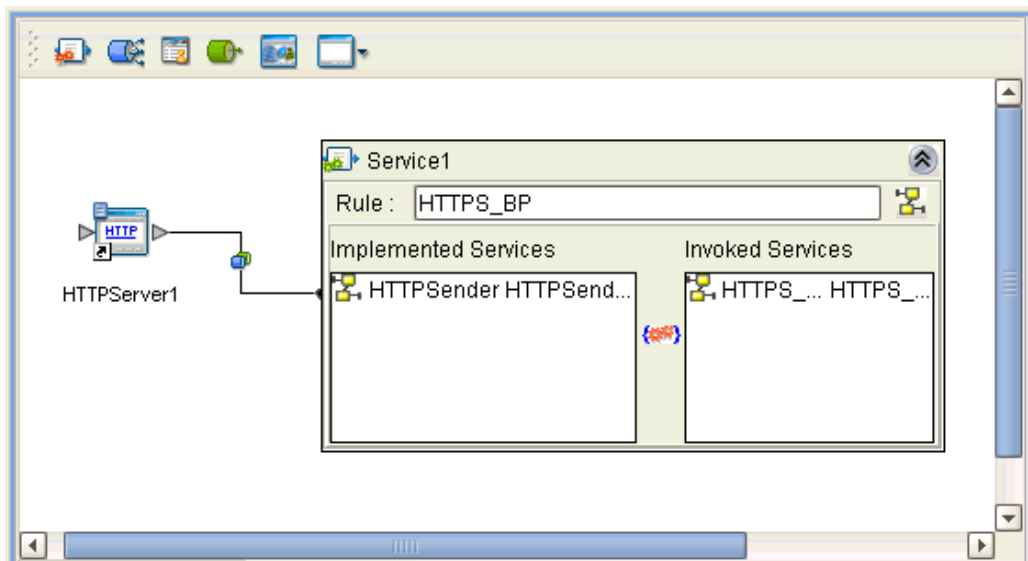 Service1
Rule : HTTPS_BP
HTTP
HTTPServer1
Implemented Services
Invoked Services
HTTPSender HTTPSend...
HTTPS_... HTTPS_...